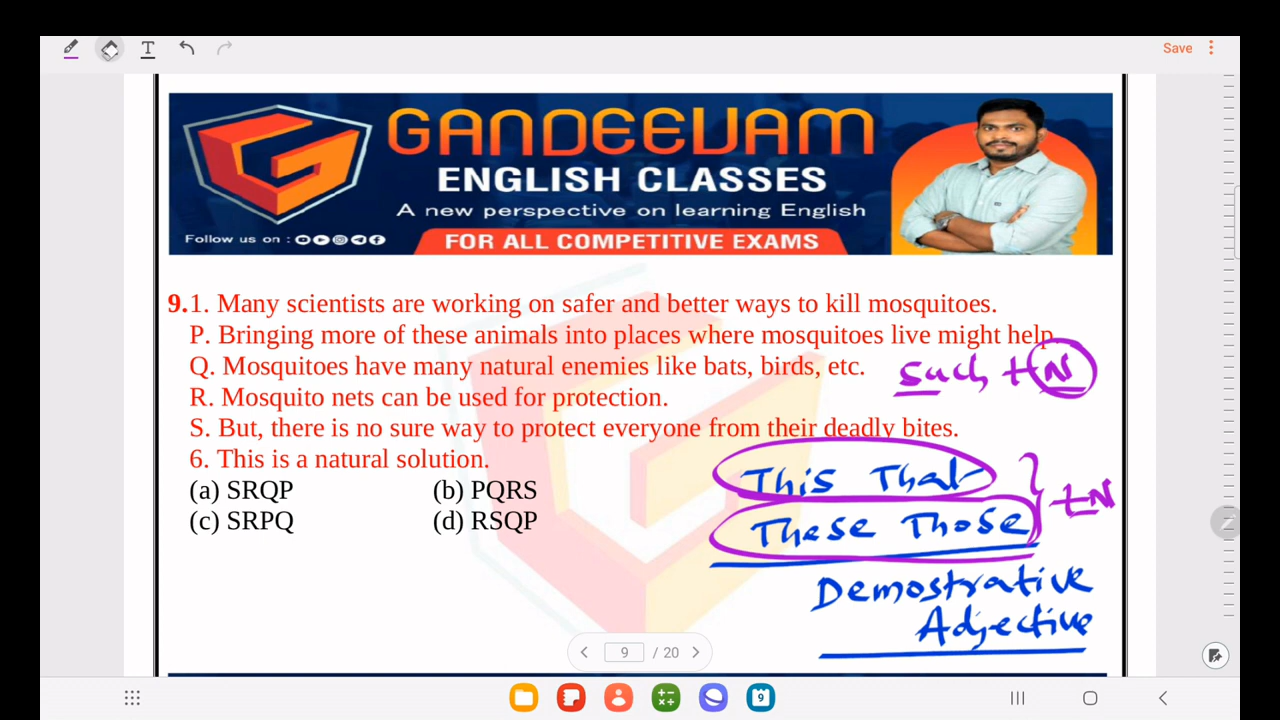 T
Save
GANDEEVAM
ENGLISH CLASSES
A new perspective on learning English
Follow us on :
FOR ALL COMPETITIVE EXAMS
9.1. Many scientists are working on safer and better ways to kill mosquitoes.
P. Bringing more of these animals into places where mosquitoes live might help.
Q. Mosquitoes have many natural enemies like bats, birds, etc.
such + N
R. Mosquito nets can be used for protection.
S. But, there is no sure way to protect everyone from their deadly bites.
6. This is a natural solution.
This That
(a) SRQP (b) PQRS
+N
(c) SRPQ (d) RSQP
These Those
Demostrative
Adjective
9 / 20
9